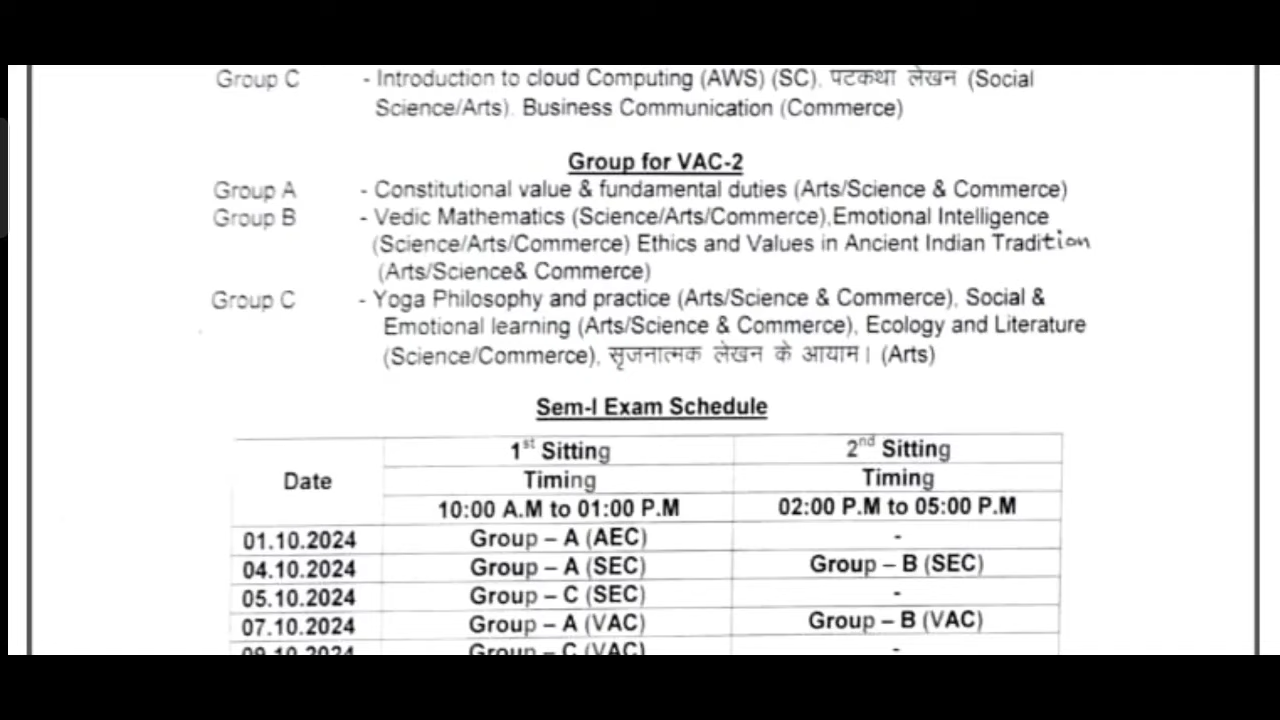 Group C - Introduction to cloud Computing (AWS) (SC), पटकथा लेखन (Social
Science/Arts), Business Communication (Commerce)
Group for VAC-2
Group A - Constitutional value & fundamental duties (Arts/Science & Commerce)
Group B - Vedic Mathematics (Science/Arts/Commerce),Emotional Intelligence
(Science/Arts/Commerce) Ethics and Values in Ancient Indian Tradition
(Arts/Science& Commerce)
Group C - Yoga Philosophy and practice (Arts/Science & Commerce), Social &
Emotional learning (Arts/Science & Commerce), Ecology and Literature
(Science/Commerce), सृजनात्मक लेखन के आयाम। (Arts)
Sem-I Exam Schedule
Date 1st Sitting 2nd Sitting
Timing Timing
10:00 A.M to 01:00 P.M 02:00 P.M to 05:00 P.M
01.10.2024 Group – A (AEC) -
04.10.2024 Group – A (SEC) Group – B (SEC)
05.10.2024 Group – C (SEC) -
07.10.2024 Group – A (VAC) Group – B (VAC)
09.10.2024 Group – C (VAC) -